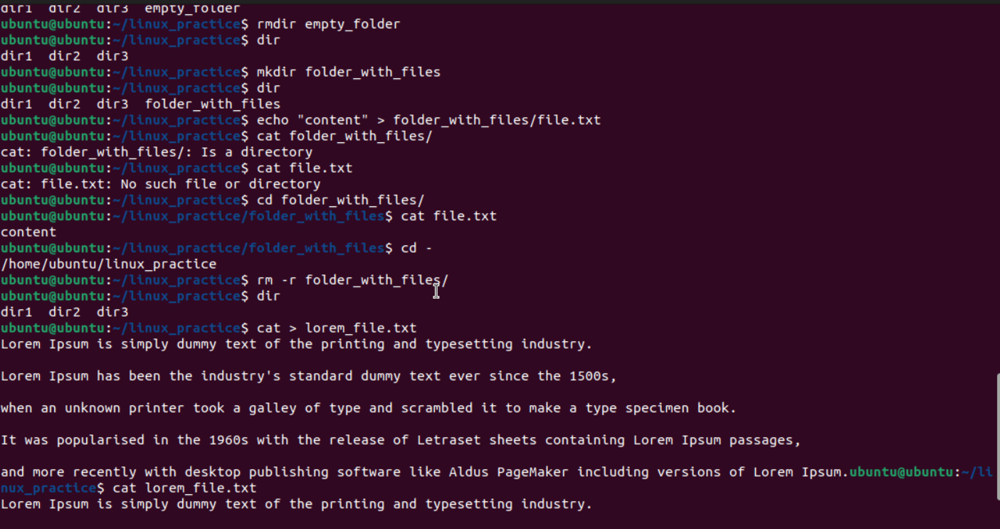 dir1  dir2  dir3  empty_folder
ubuntu@ubuntu:~/linux_practice$ rmdir empty_folder
ubuntu@ubuntu:~/linux_practice$ dir
dir1  dir2  dir3
ubuntu@ubuntu:~/linux_practice$ mkdir folder_with_files
ubuntu@ubuntu:~/linux_practice$ dir
dir1  dir2  dir3  folder_with_files
ubuntu@ubuntu:~/linux_practice$ echo "content" > folder_with_files/file.txt
ubuntu@ubuntu:~/linux_practice$ cat folder_with_files/
cat: folder_with_files/: Is a directory
ubuntu@ubuntu:~/linux_practice$ cat file.txt
cat: file.txt: No such file or directory
ubuntu@ubuntu:~/linux_practice$ cd folder_with_files/
ubuntu@ubuntu:~/linux_practice/folder_with_files$ cat file.txt
content
ubuntu@ubuntu:~/linux_practice/folder_with_files$ cd -
/home/ubuntu/linux_practice
ubuntu@ubuntu:~/linux_practice$ rm -r folder_with_files/
ubuntu@ubuntu:~/linux_practice$ dir
dir1  dir2  dir3
ubuntu@ubuntu:~/linux_practice$ cat > lorem_file.txt
Lorem Ipsum is simply dummy text of the printing and typesetting industry.
Lorem Ipsum has been the industry's standard dummy text ever since the 1500s,
when an unknown printer took a galley of type and scrambled it to make a type specimen book.
It was popularised in the 1960s with the release of Letraset sheets containing Lorem Ipsum passages,
and more recently with desktop publishing software like Aldus PageMaker including versions of Lorem Ipsum.ubuntu@ubuntu:~/li
nux_practice$ cat lorem_file.txt
Lorem Ipsum is simply dummy text of the printing and typesetting industry.